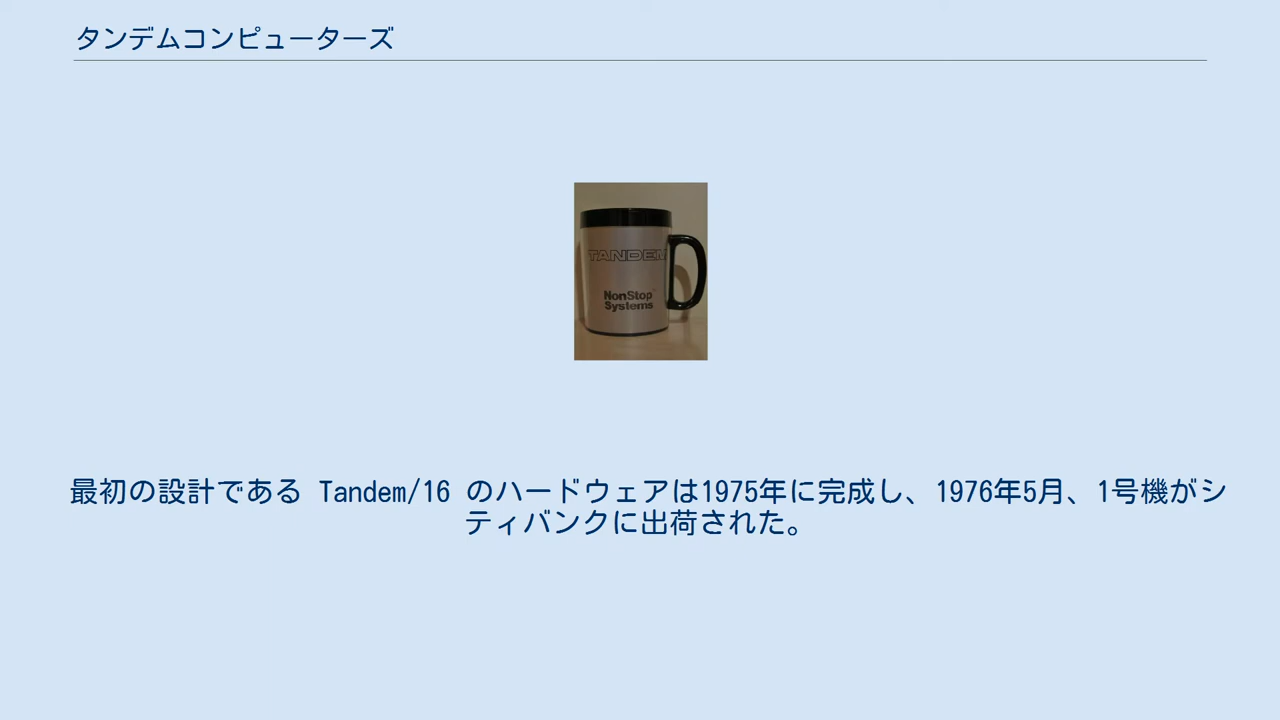 タンデムコンピューターズ
TANDEM
NonStop
Systems
最初の設計である Tandem/16 のハードウェアは1975年に完成し、1976年5月、1号機がシ
ティバンクに出荷された。